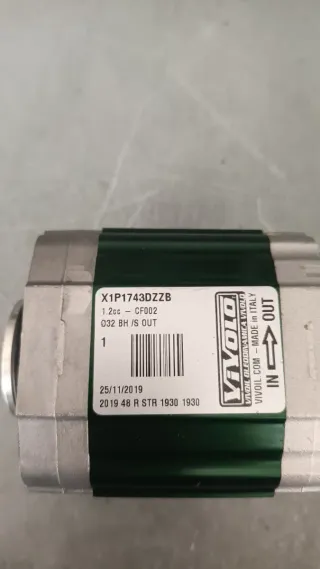 X1P1743DZZB
1.2cc - CF002
O32 BH /S OUT
1
25/11/2019
2019 48 R STR 1930 1930
VIVOLO
VIVOIL OLEODINAMICA VIVOLO
VIVOIL.COM - MADE in ITALY
IN OUT